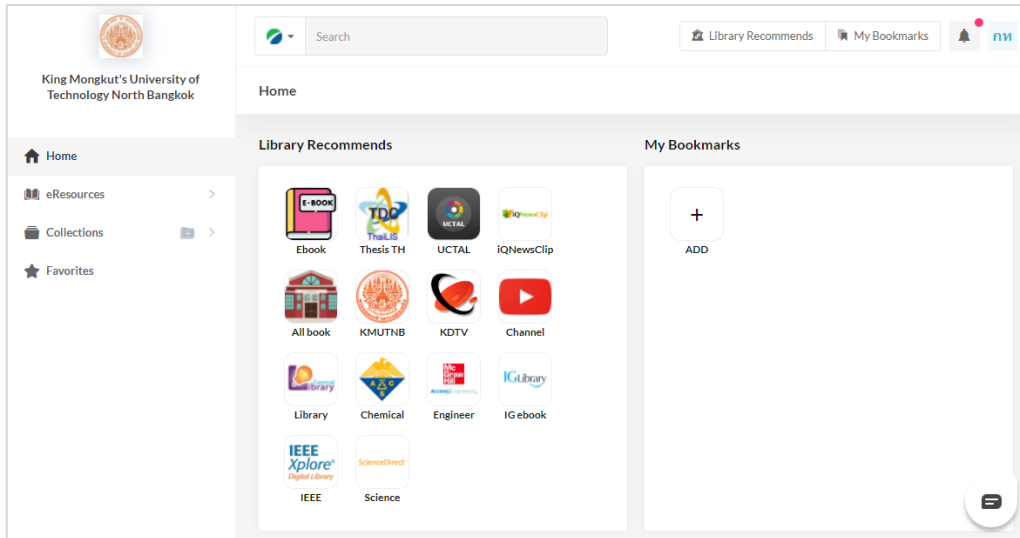 Search
Library Recommends
My Bookmarks
กท
King Mongkut's University of
Technology North Bangkok
Home
Home
eResources
Collections
Favorites
Library Recommends
My Bookmarks
E-BOOK
TDC
ThaiLIS
UCTAL
iQNewsClip
Ebook
Thesis TH
UCTAL
iQNewsClip
ADD
All book
KMUTNB
KDTV
Channel
Central
Library
A C S
Mc
Graw
Hill
AccessEngineering
IGLibrary
Library
Chemical
Engineer
IG ebook
IEEE
Xplore®
Digital Library
ScienceDirect
IEEE
Science